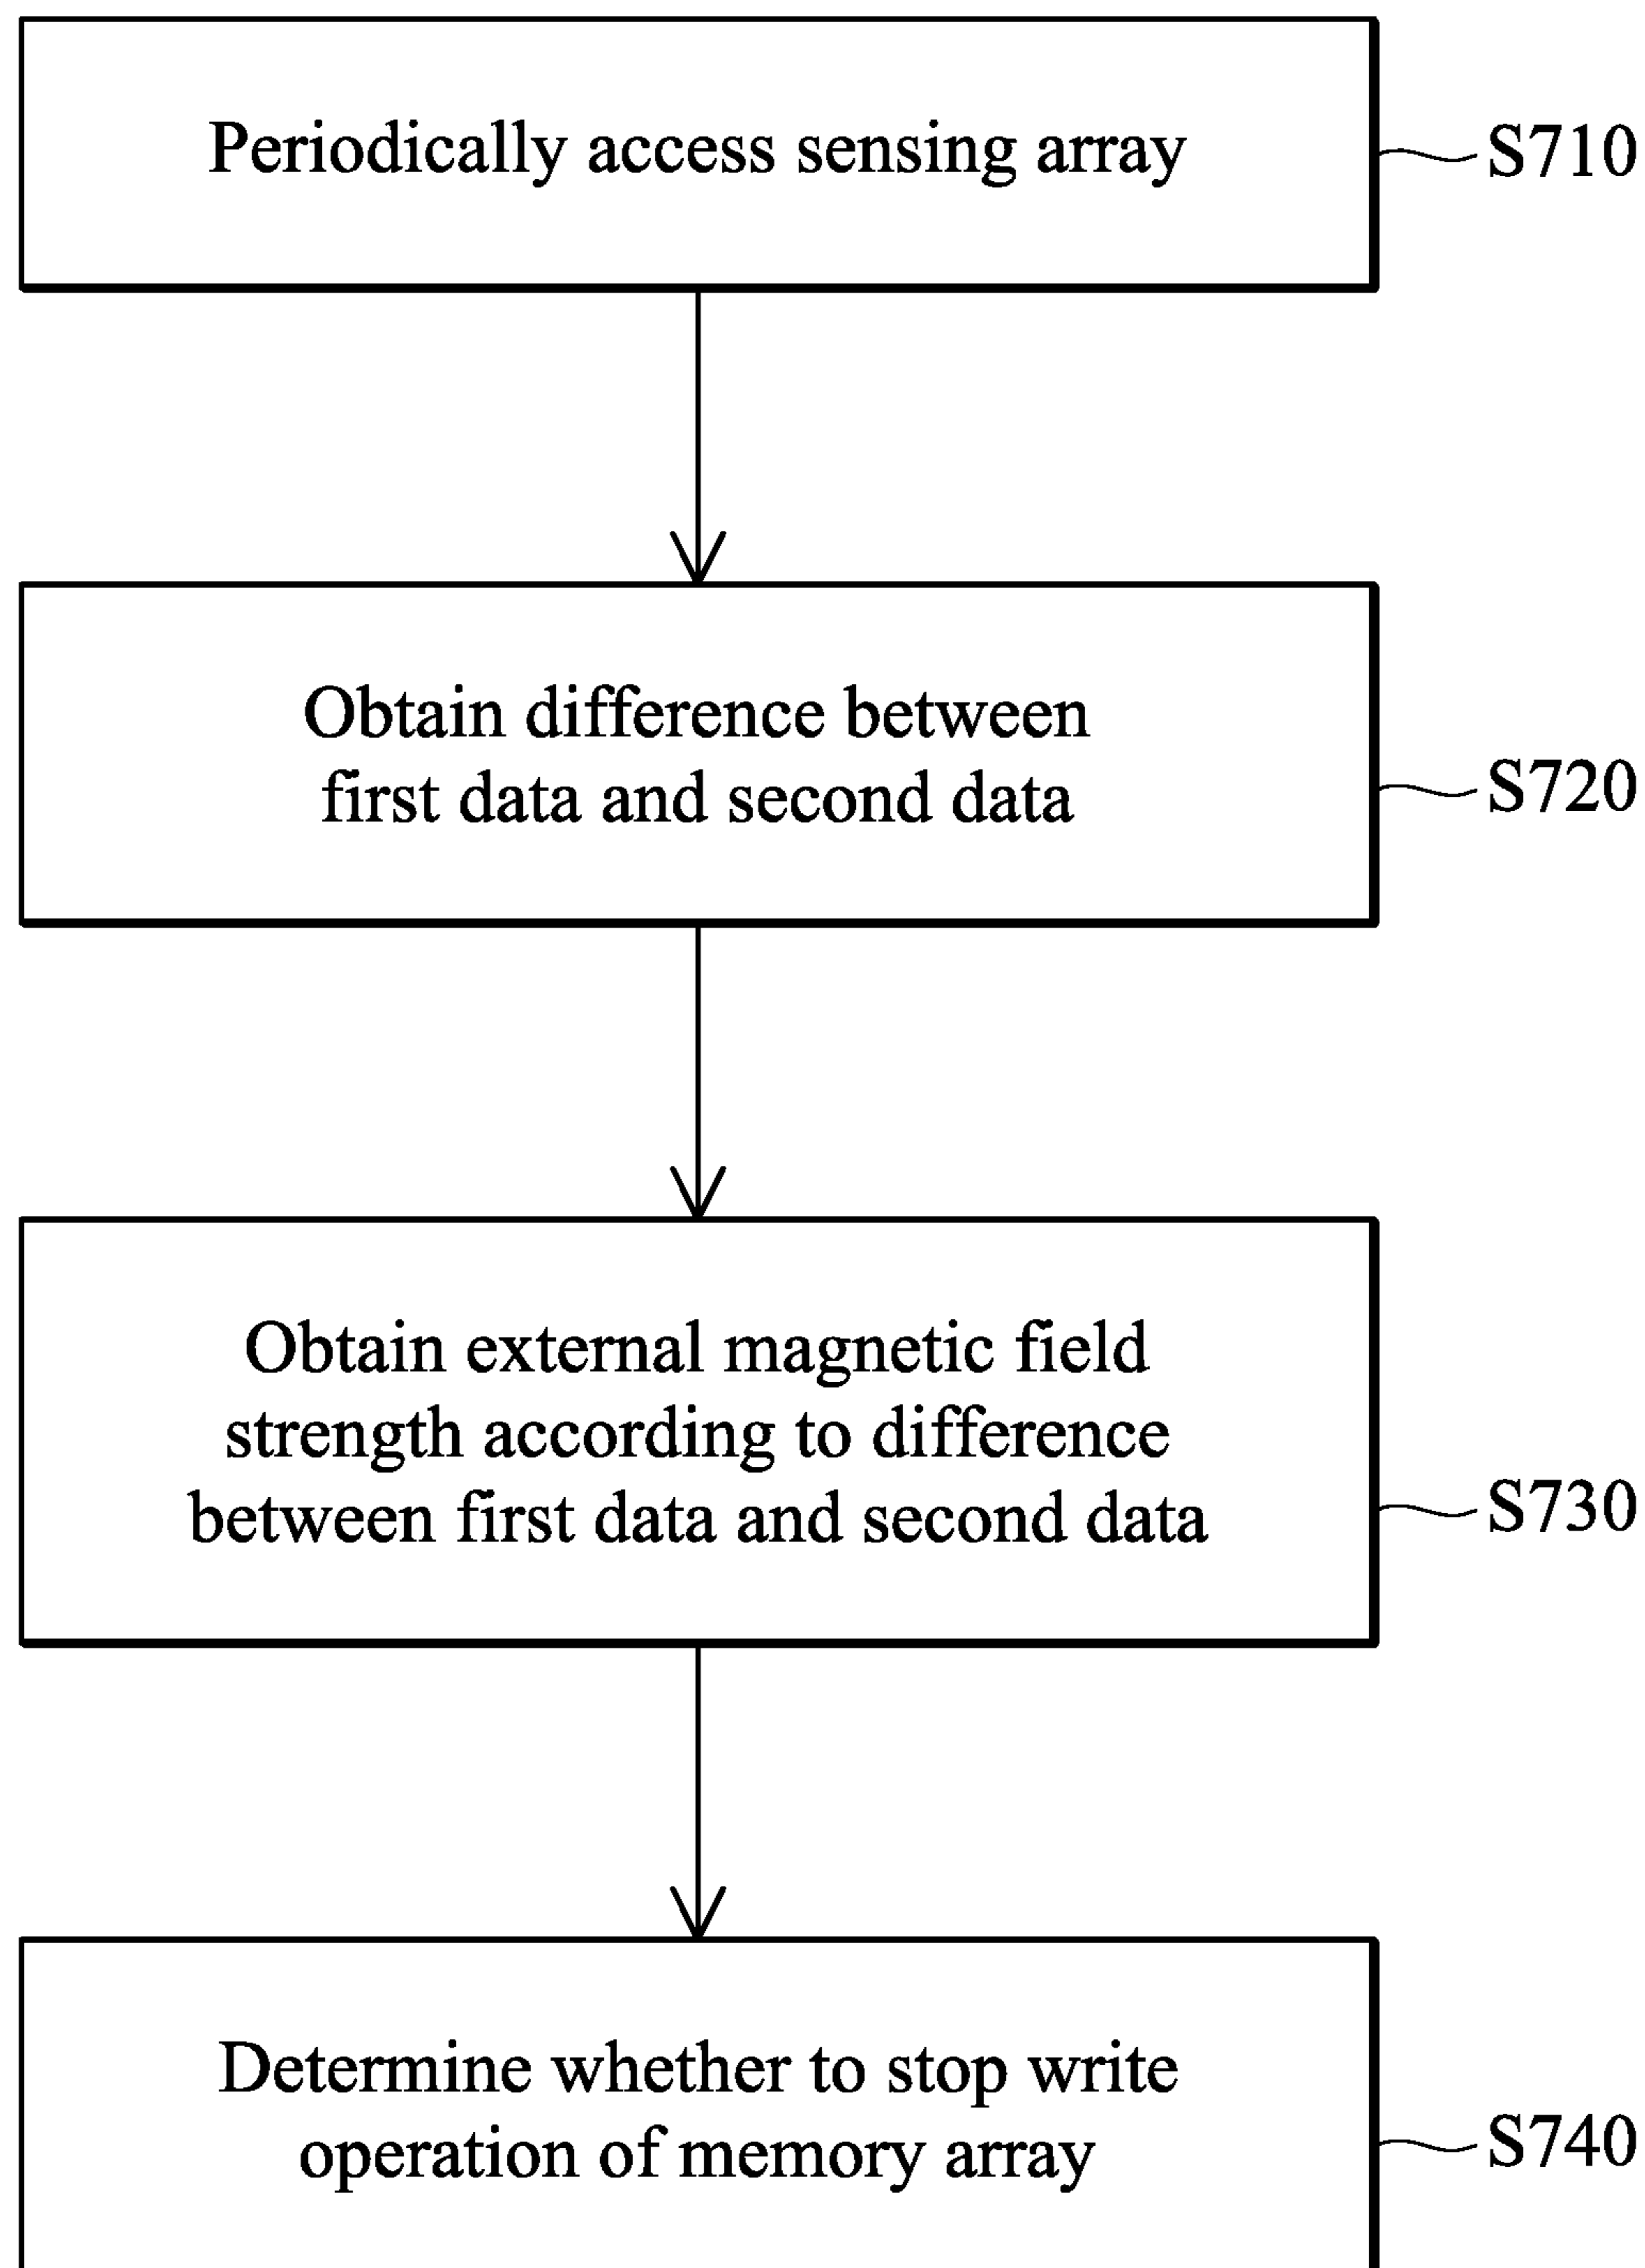 Periodically access sensing array
S710
Obtain difference between
first data and second data
S720
Obtain external magnetic field
strength according to difference
between first data and second data
S730
Determine whether to stop write
operation of memory array
S740